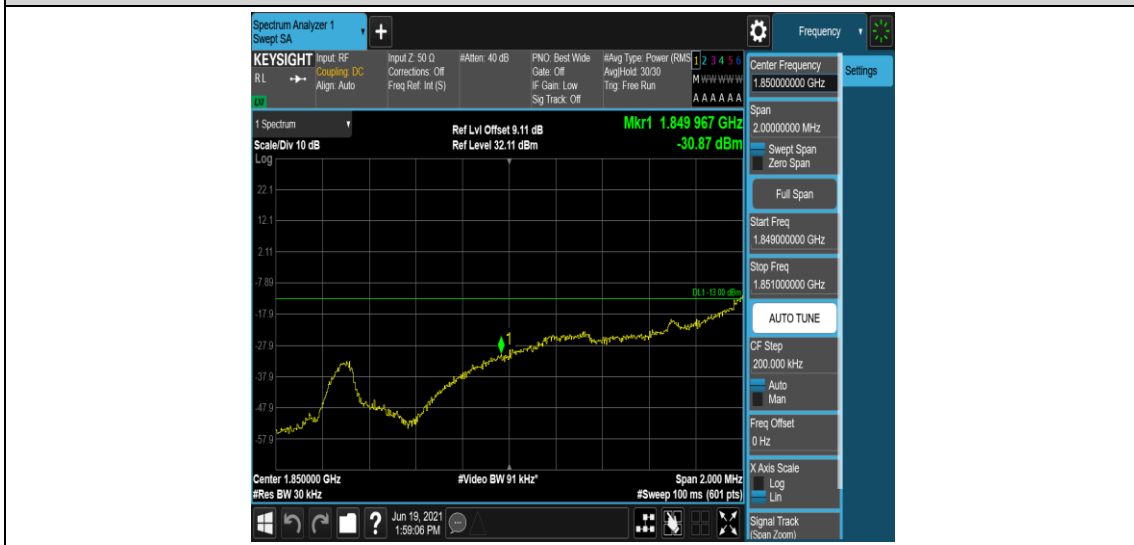 Spectrum Analyzer 1
Swept SA
+
Frequency
KEYSIGHT
RL
LXI
Input: RF
Coupling: DC
Align: Auto
Input Z: 50 Ω
Corrections: Off
Freq Ref: Int (S)
#Atten: 40 dB
PNO: Best Wide
Gate: Off
IF Gain: Low
Sig Track: Off
#Avg Type: Power (RMS
Avg|Hold: 30/30
Trig: Free Run
1 2 3 4 5 6
M W W W W W
A A A A A A
Center Frequency
1.850000000 GHz
Settings
Span
2.00000000 MHz
Swept Span
Zero Span
Full Span
Start Freq
1.849000000 GHz
Stop Freq
1.851000000 GHz
AUTO TUNE
CF Step
200.000 kHz
Auto
Man
Freq Offset
0 Hz
X Axis Scale
Log
Lin
Signal Track
(Span Zoom)
1 Spectrum
Scale/Div 10 dB
Log
Ref Lvl Offset 9.11 dB
Ref Level 32.11 dBm
Mkr1 1.849 967 GHz
-30.87 dBm
22.1
12.1
2.11
-7.89
DL1 -13.00 dBm
-17.9
-27.9
1
-37.9
-47.9
-57.9
Center 1.850000 GHz
#Video BW 91 kHz*
Span 2.000 MHz
#Res BW 30 kHz
#Sweep 100 ms (601 pts)
?
Jun 19, 2021
1:59:06 PM